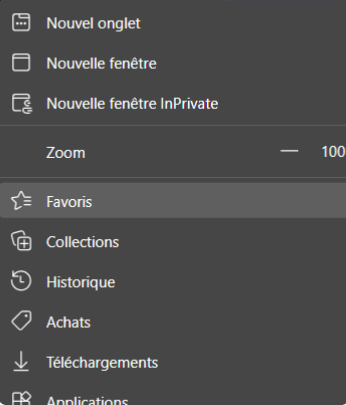 Nouvel onglet
Nouvelle fenêtre
Nouvelle fenêtre InPrivate
Zoom — 100
Favoris
Collections
Historique
Achats
Téléchargements
Applications